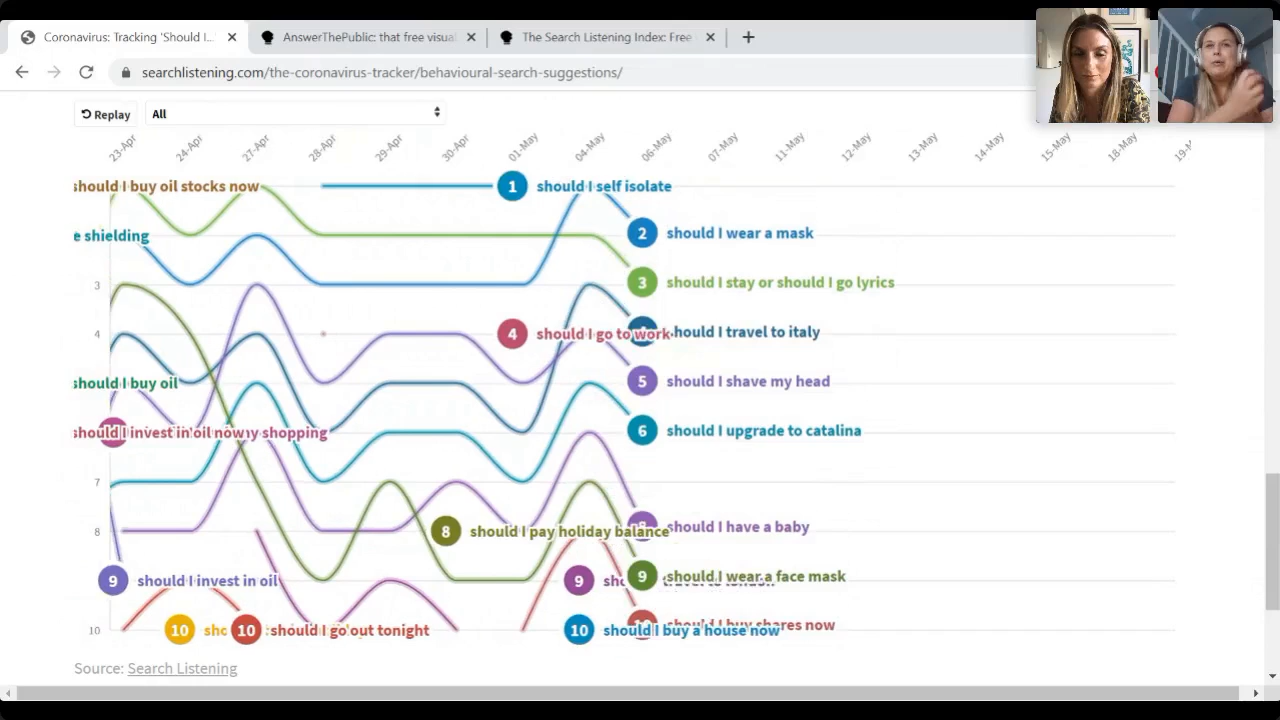 Coronavirus: Tracking 'Should I...
AnswerThePublic: that free visual
The Search Listening Index: Free
searchlistening.com/the-coronavirus-tracker/behavioural-search-suggestions/
Replay
All
23-Apr 24-Apr 27-Apr 28-Apr 29-Apr 30-Apr 01-May 04-May 06-May 07-May 11-May 12-May 13-May 14-May 15-May 18-May 19-
should I buy oil stocks now
1 should I self isolate
e shielding
2 should I wear a mask
3
3 should I stay or should I go lyrics
4
4 should I go to work
hould I travel to italy
should I buy oil
5 should I shave my head
should I invest in oil now
y shopping
6 should I upgrade to catalina
7
8
8 should I pay holiday balance
should I have a baby
9 should I invest in oil
9
9 should I wear a face mask
10
10
10 should I go out tonight
10 should I buy a house now
should I buy shares now
Source: Search Listening